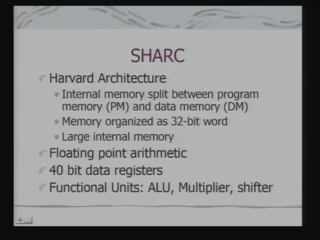 SHARC
Harvard Architecture
Internal memory split between program
memory (PM) and data memory (DM)
Memory organized as 32-bit word
Large internal memory
Floating point arithmetic
40 bit data registers
Functional Units: ALU, Multiplier, shifter